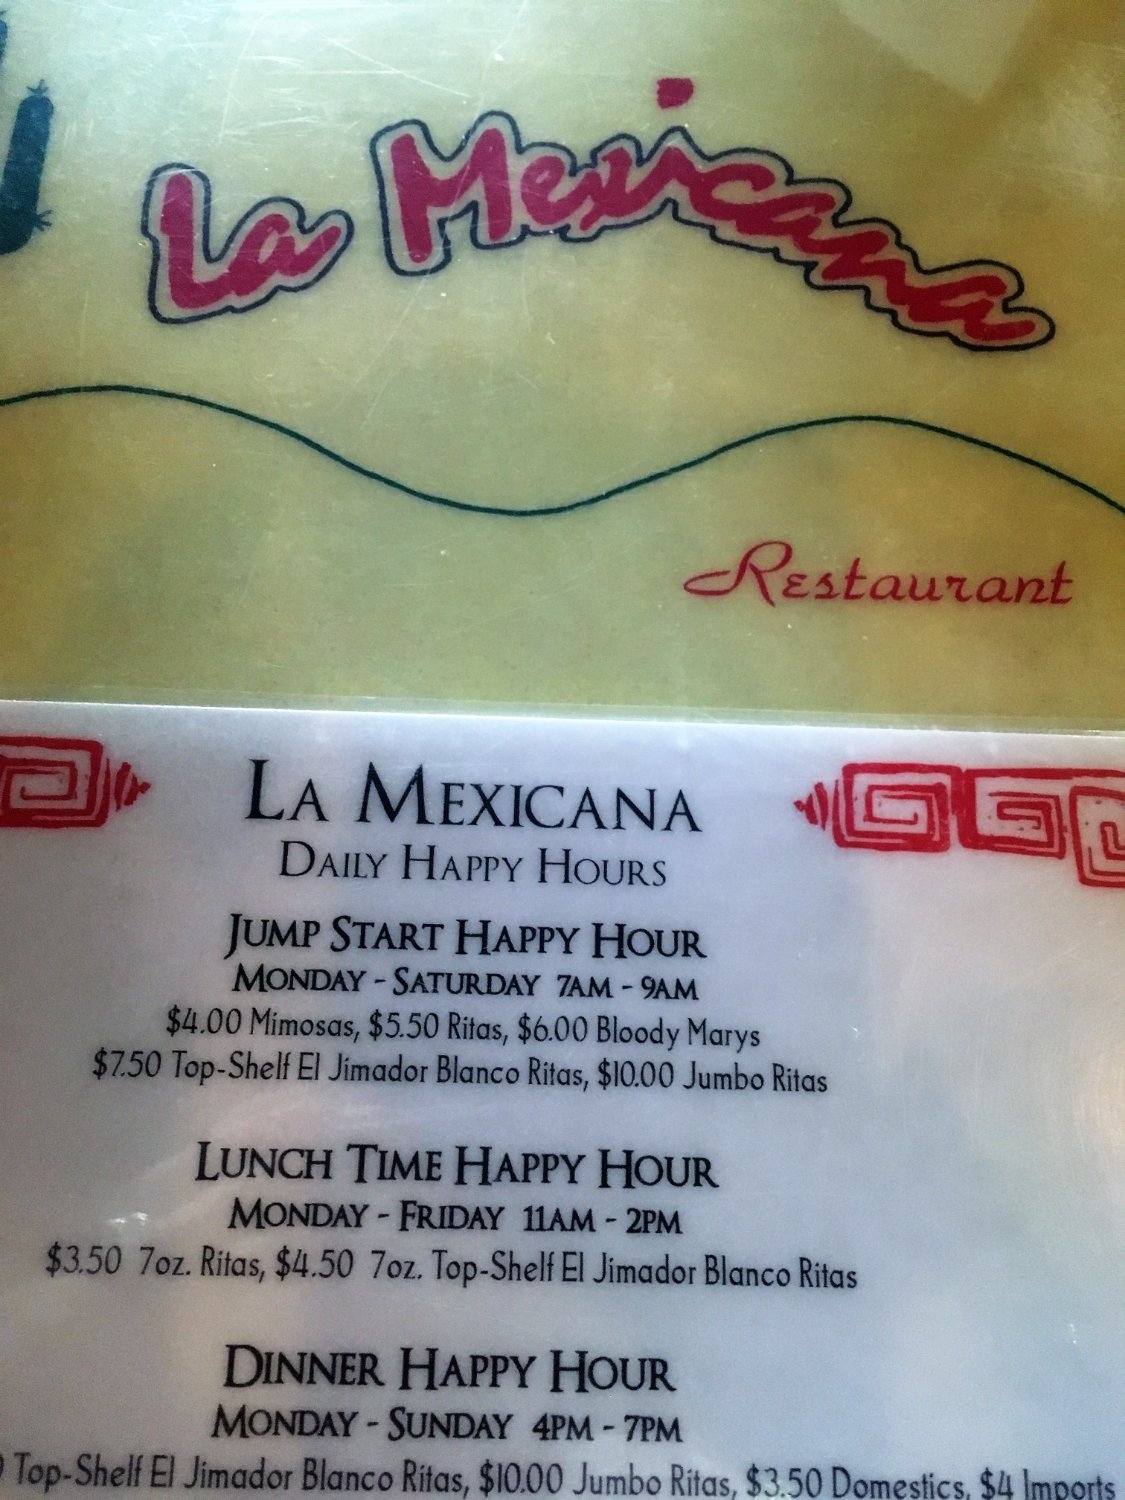 La Mexicana
Restaurant
La Mexicana
Daily Happy Hours
Jump Start Happy Hour
Monday - Saturday 7am - 9am
$4.00 Mimosas, $5.50 Ritas, $6.00 Bloody Marys
$7.50 Top-Shelf El Jimador Blanco Ritas, $10.00 Jumbo Ritas
Lunch Time Happy Hour
Monday - Friday 11am - 2pm
$3.50 7oz. Ritas, $4.50 7oz. Top-Shelf El Jimador Blanco Ritas
Dinner Happy Hour
Monday - Sunday 4pm - 7pm
Top-Shelf El Jimador Blanco Ritas, $10.00 Jumbo Ritas, $3.50 Domestics, $4 Imports